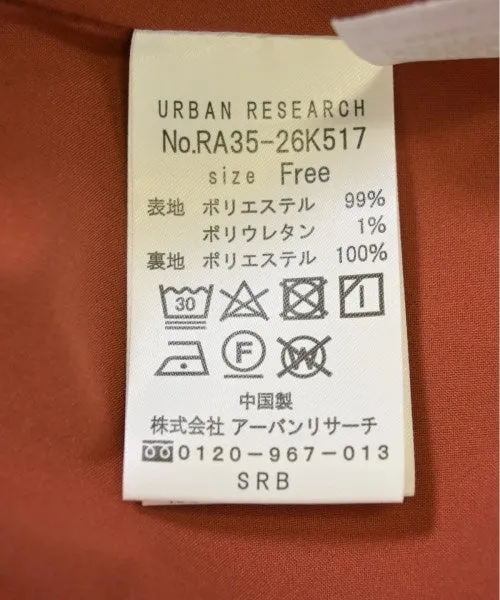 URBAN RESEARCH
No.RA35-26K517
size Free
表地 ポリエステル 99%
ポリウレタン 1%
裏地 ポリエステル 100%
30
F W
中国製
株式会社 アーバンリサーチ
0120-967-013
SRB